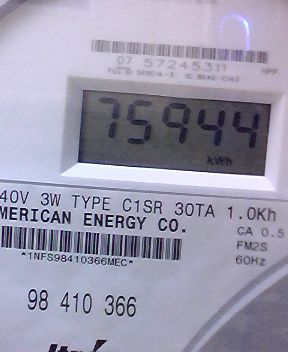 07 57245311
75944
kWh
40V 3W TYPE C1SR 30TA 1.0Kh
MERICAN ENERGY CO.
CA 0.5
FM2S
60Hz
*1NFS98410366MEC*
98 410 366